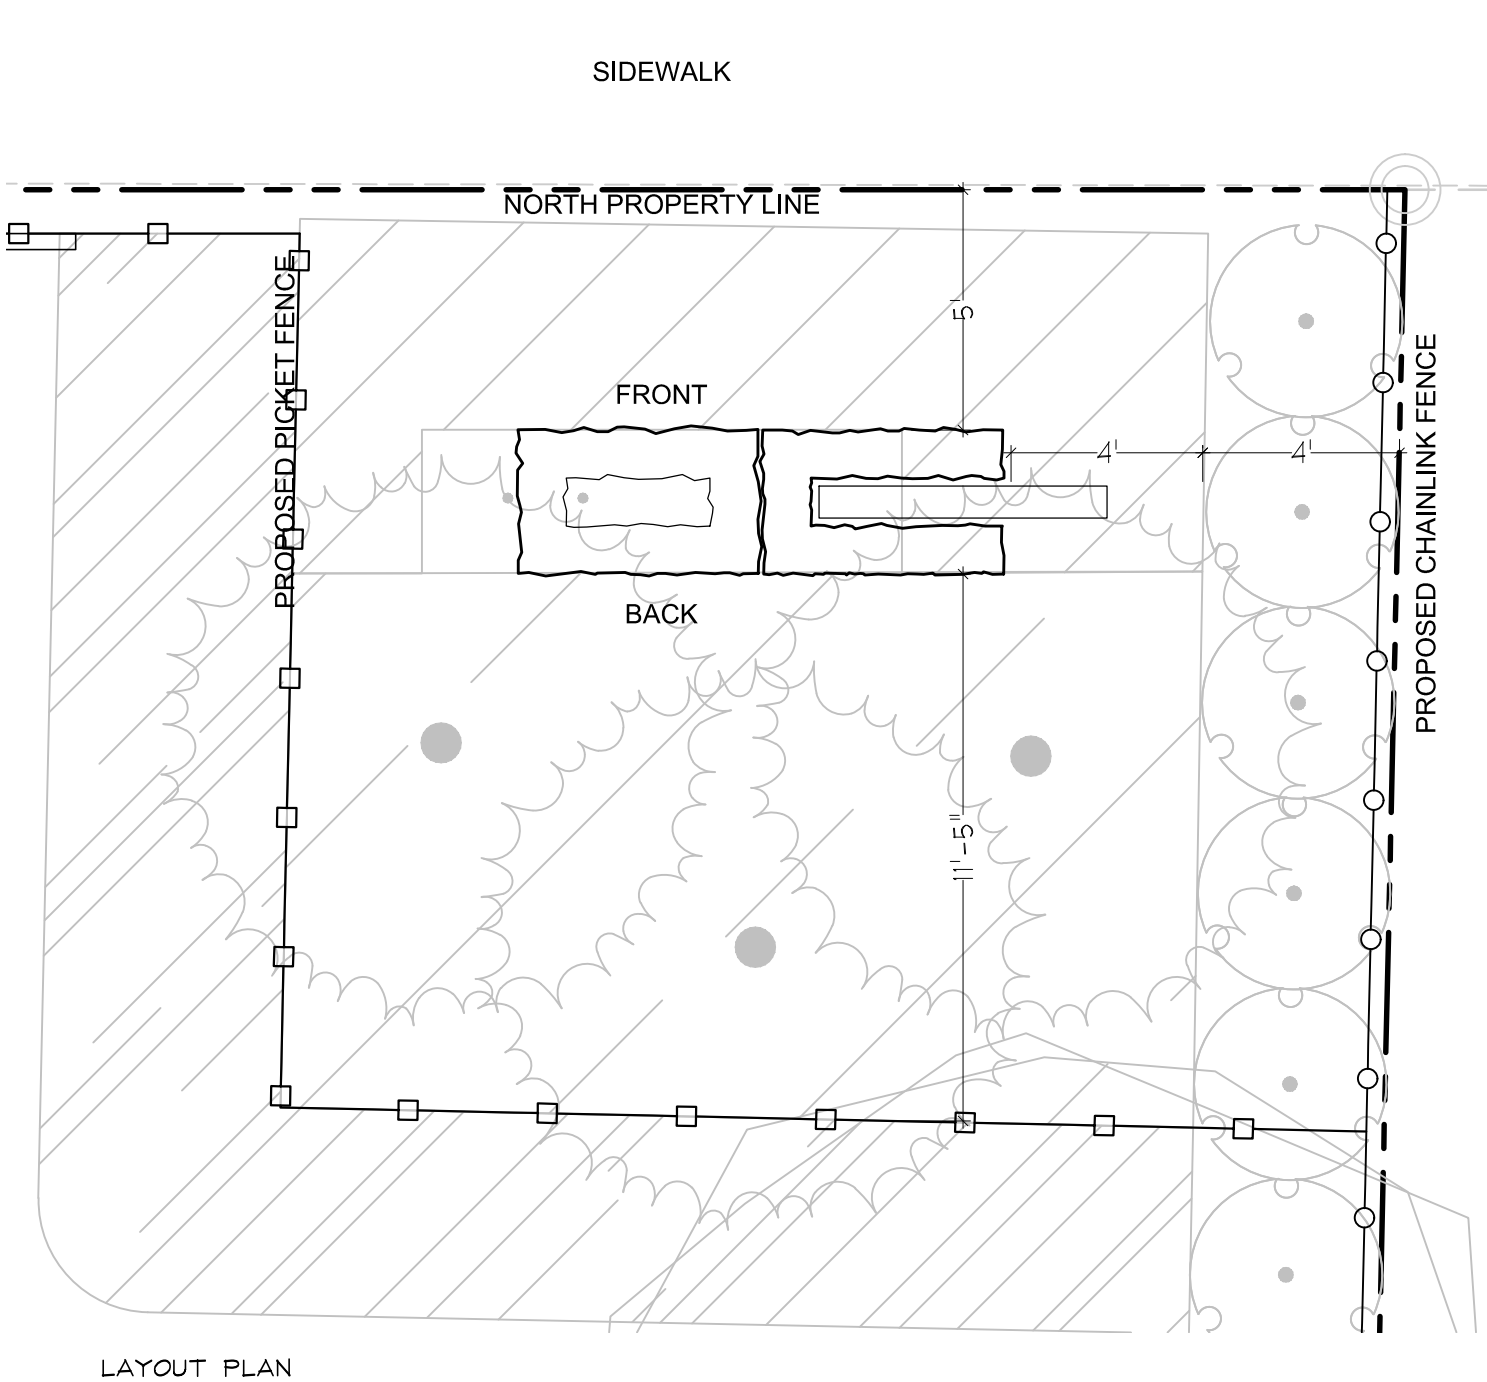 SIDEWALK
NORTH PROPERTY LINE
PROPOSED PICKET FENCE
5'
FRONT
4'
4'
PROPOSED CHAINLINK FENCE
BACK
11'-5"
LAYOUT PLAN